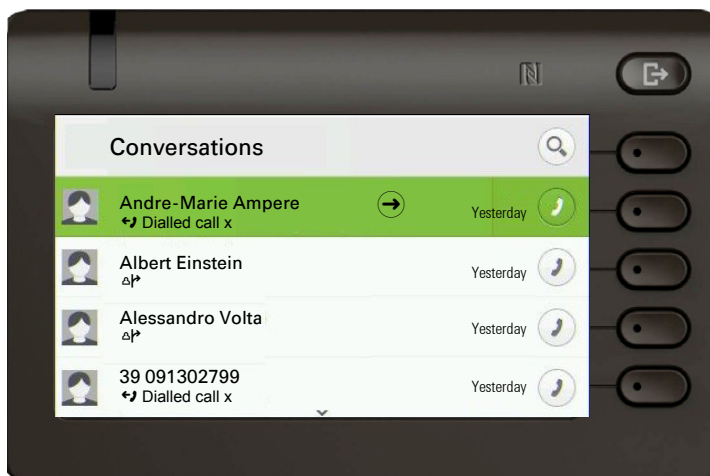 Conversations
Andre-Marie Ampere
Yesterday
Dialled call x
Albert Einstein
Yesterday
Alessandro Volta
Yesterday
39 091302799
Yesterday
Dialled call x